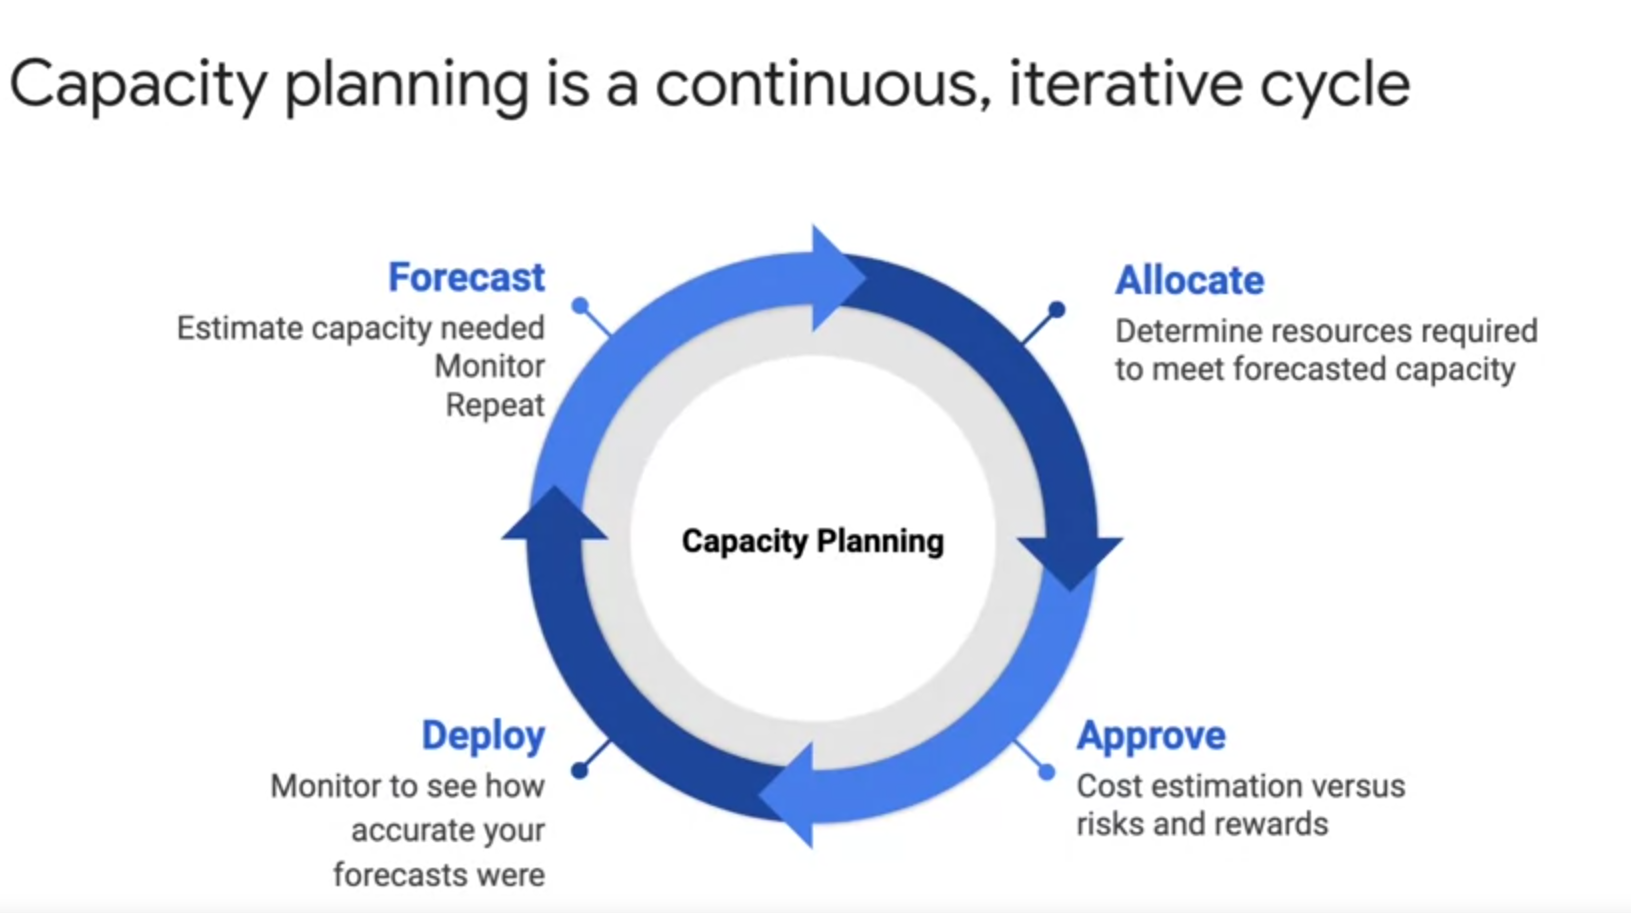 Capacity planning is a continuous, iterative cycle
Forecast
Estimate capacity needed
Monitor
Repeat
Allocate
Determine resources required
to meet forecasted capacity
Capacity Planning
Deploy
Monitor to see how
accurate your
forecasts were
Approve
Cost estimation versus
risks and rewards